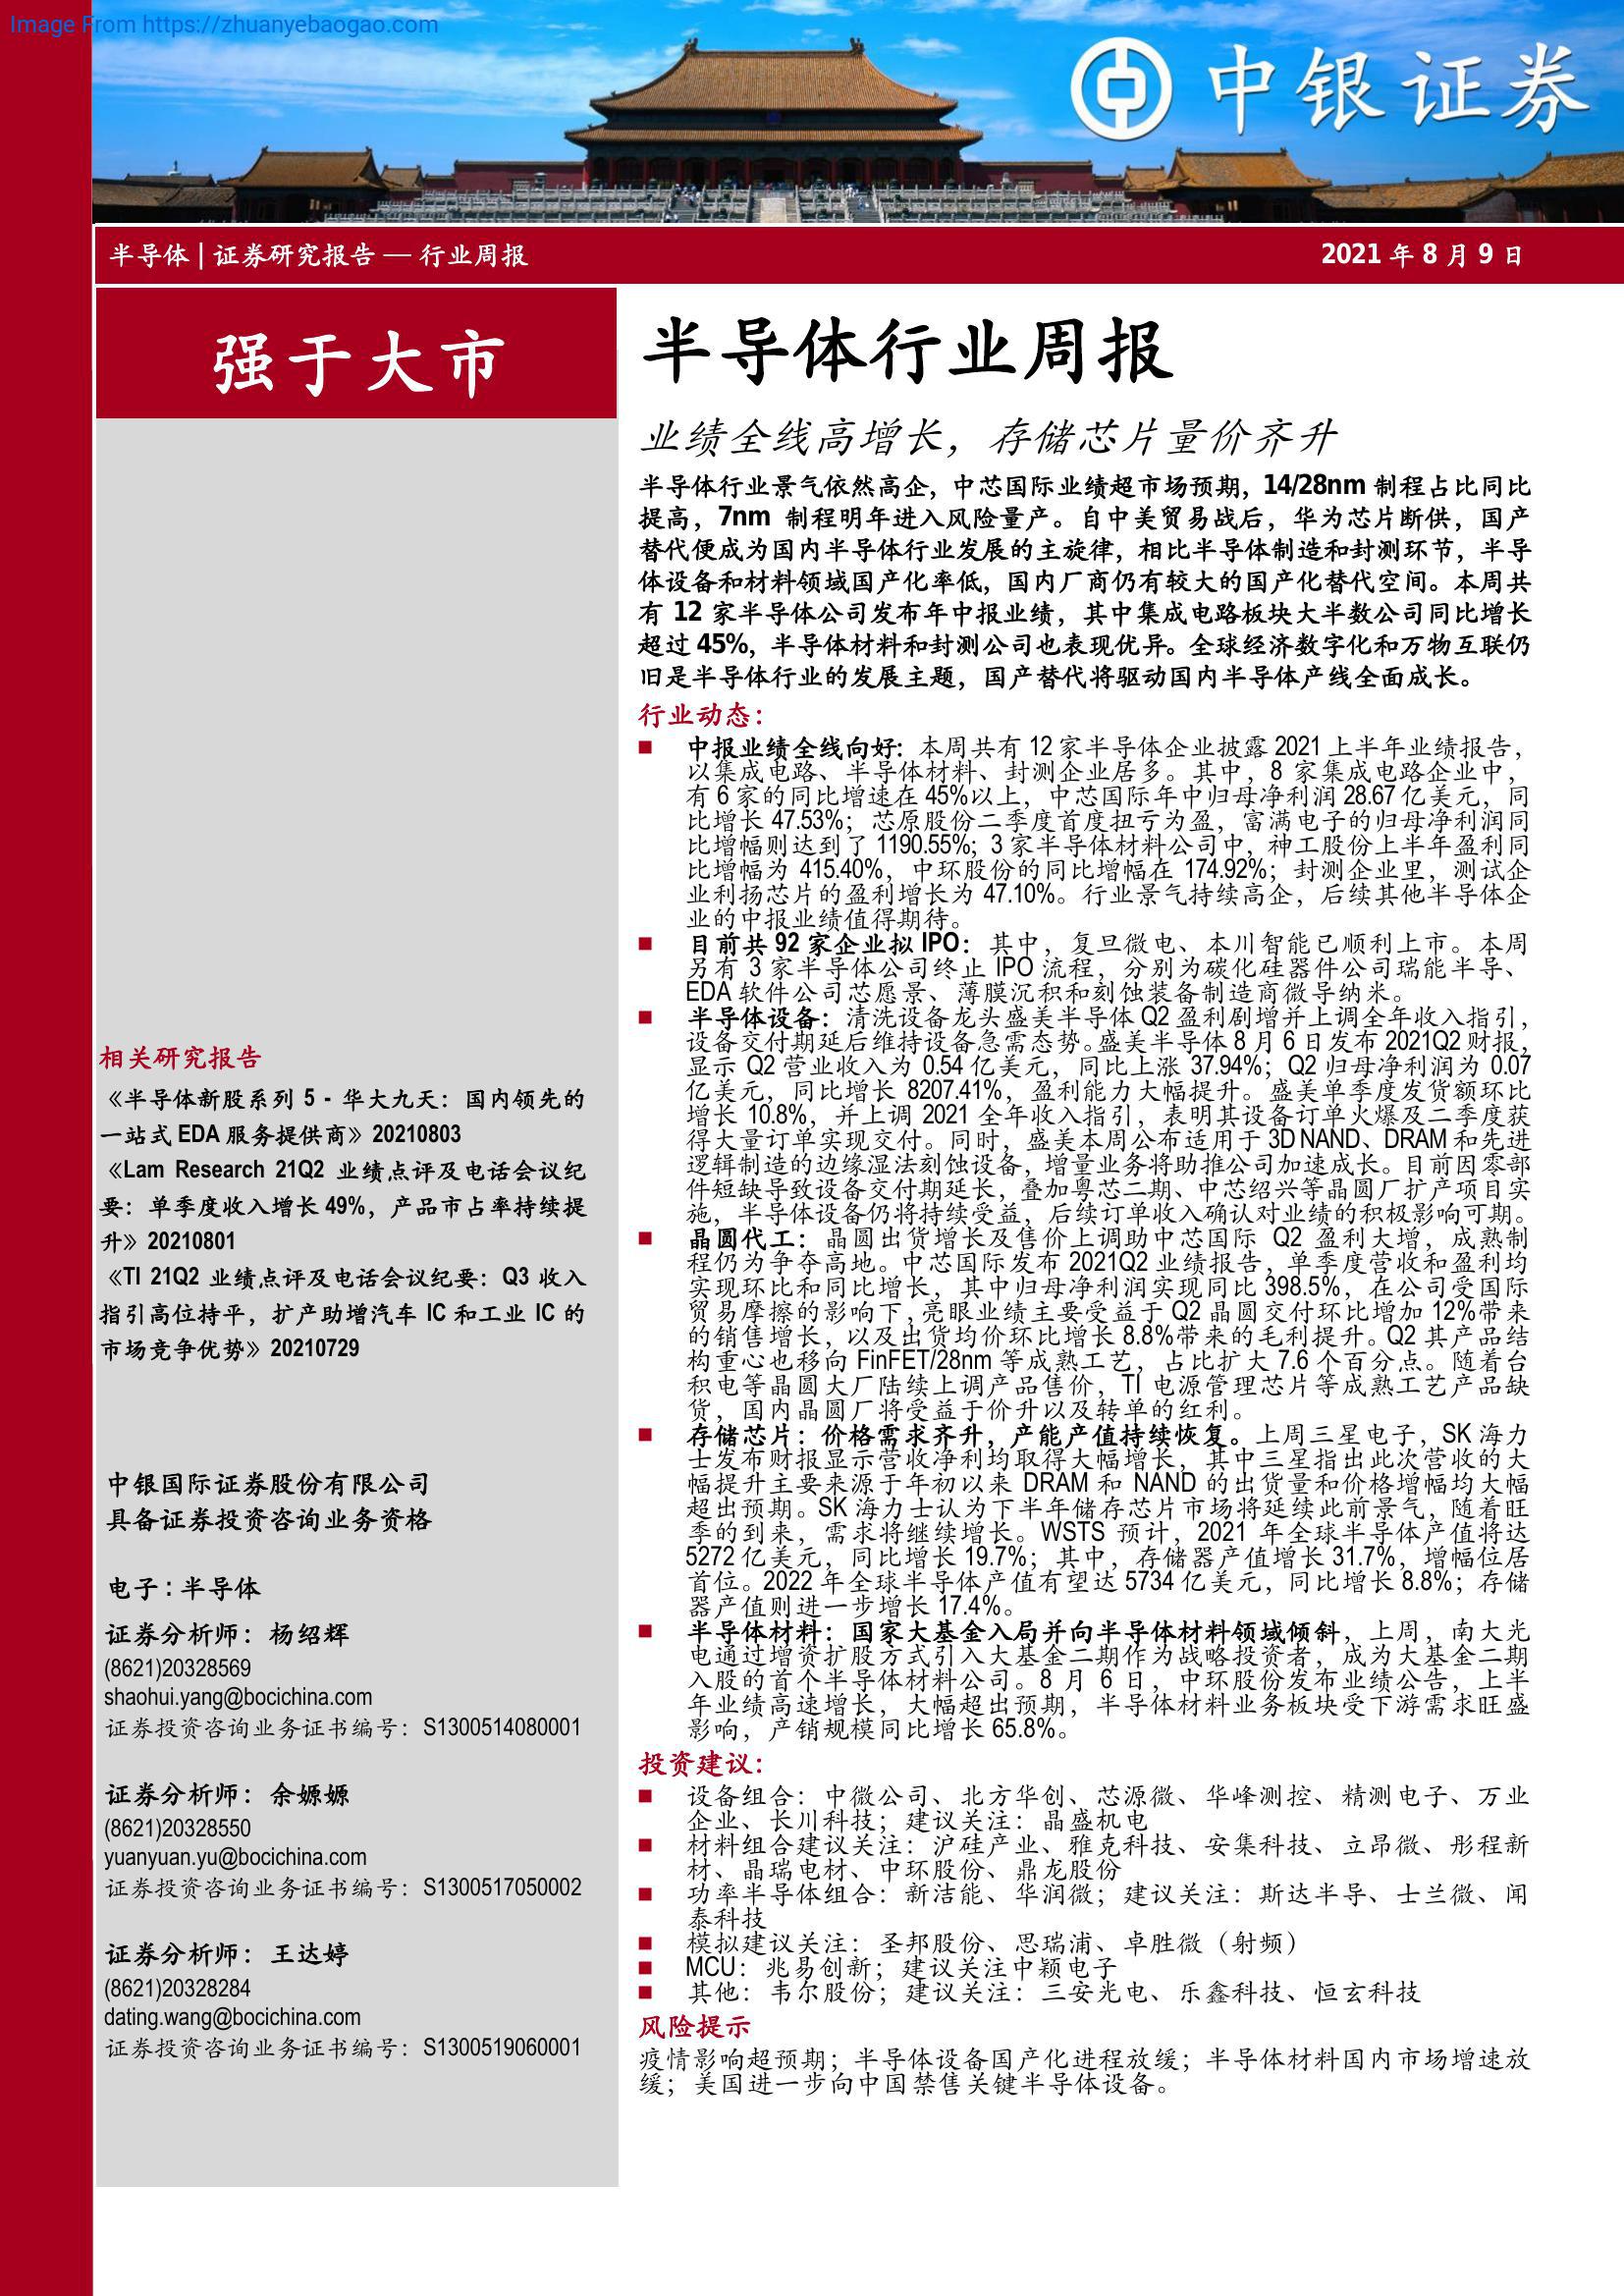 Image From https://zhuanyebaogao.com
中银证券
半导体 | 证券研究报告 — 行业周报
2021 年 8 月 9 日
强于大市
相关研究报告
《半导体新股系列 5 - 华大九天：国内领先的
一站式 EDA 服务提供商》20210803
《Lam Research 21Q2 业绩点评及电话会议纪
要：单季度收入增长 49%，产品市占率持续提
升》20210801
《TI 21Q2 业绩点评及电话会议纪要：Q3 收入
指引高位持平，扩产助增汽车 IC 和工业 IC 的
市场竞争优势》20210729
中银国际证券股份有限公司
具备证券投资咨询业务资格
电子 : 半导体
证券分析师：杨绍辉
(8621)20328569
shaohui.yang@bocichina.com
证券投资咨询业务证书编号：S1300514080001
证券分析师：余嫄嫄
(8621)20328550
yuanyuan.yu@bocichina.com
证券投资咨询业务证书编号：S1300517050002
证券分析师：王达婷
(8621)20328284
dating.wang@bocichina.com
证券投资咨询业务证书编号：S1300519060001
半导体行业周报
业绩全线高增长，存储芯片量价齐升
半导体行业景气依然高企，中芯国际业绩超市场预期，14/28nm 制程占比同比
提高，7nm 制程明年进入风险量产。自中美贸易战后，华为芯片断供，国产
替代便成为国内半导体行业发展的主旋律，相比半导体制造和封测环节，半导
体设备和材料领域国产化率低，国内厂商仍有较大的国产化替代空间。本周共
有 12 家半导体公司发布年中报业绩，其中集成电路板块大半数公司同比增长
超过 45%，半导体材料和封测公司也表现优异。全球经济数字化和万物互联仍
旧是半导体行业的发展主题，国产替代将驱动国内半导体产线全面成长。
行业动态：
■ 中报业绩全线向好：本周共有 12 家半导体企业披露 2021 上半年业绩报告，
以集成电路、半导体材料、封测企业居多。其中，8 家集成电路企业中，
有 6 家的同比增速在 45%以上，中芯国际年中归母净利润 28.67 亿美元，同
比增长 47.53%；芯原股份二季度首度扭亏为盈，富满电子的归母净利润同
比增幅则达到了 1190.55%；3 家半导体材料公司中，神工股份上半年盈利同
比增幅为 415.40%，中环股份的同比增幅在 174.92%；封测企业里，测试企
业利扬芯片的盈利增长为 47.10%。行业景气持续高企，后续其他半导体企
业的中报业绩值得期待。
■ 目前共 92 家企业拟 IPO：其中，复旦微电、本川智能已顺利上市。本周
另有 3 家半导体公司终止 IPO 流程，分别为碳化硅器件公司瑞能半导、
EDA 软件公司芯愿景、薄膜沉积和刻蚀装备制造商微导纳米。
■ 半导体设备：清洗设备龙头盛美半导体 Q2 盈利剧增并上调全年收入指引，
设备交付期延后维持设备急需态势。盛美半导体 8 月 6 日发布 2021Q2 财报，
显示 Q2 营业收入为 0.54 亿美元，同比上涨 37.94%；Q2 归母净利润为 0.07
亿美元，同比增长 8207.41%，盈利能力大幅提升。盛美单季度发货额环比
增长 10.8%，并上调 2021 全年收入指引，表明其设备订单火爆及二季度获
得大量订单实现交付。同时，盛美本周公布适用于 3D NAND、DRAM 和先进
逻辑制造的边缘湿法刻蚀设备，增量业务将助推公司加速成长。目前因零部
件短缺导致设备交付期延长，叠加粤芯二期、中芯绍兴等晶圆厂扩产项目实
施，半导体设备仍将持续受益，后续订单收入确认对业绩的积极影响可期。
■ 晶圆代工：晶圆出货增长及售价上调助中芯国际 Q2 盈利大增，成熟制
程仍为争夺高地。中芯国际发布 2021Q2 业绩报告，单季度营收和盈利均
实现环比和同比增长，其中归母净利润实现同比 398.5%，在公司受国际
贸易摩擦的影响下，亮眼业绩主要受益于 Q2 晶圆交付环比增加 12%带来
的销售增长，以及出货均价环比增长 8.8%带来的毛利提升。Q2 其产品结
构重心也移向 FinFET/28nm 等成熟工艺，占比扩大 7.6 个百分点。随着台
积电等晶圆大厂陆续上调产品售价，TI 电源管理芯片等成熟工艺产品缺
货，国内晶圆厂将受益于价升以及转单的红利。
■ 存储芯片：价格需求齐升，产能产值持续恢复。上周三星电子，SK 海力
士发布财报显示营收净利均取得大幅增长，其中三星指出此次营收的大
幅提升主要来源于年初以来 DRAM 和 NAND 的出货量和价格增幅均大幅
超出预期。SK 海力士认为下半年储存芯片市场将延续此前景气，随着旺
季的到来，需求将继续增长。WSTS 预计，2021 年全球半导体产值将达
5272 亿美元，同比增长 19.7%；其中，存储器产值增长 31.7%，增幅位居
首位。2022 年全球半导体产值有望达 5734 亿美元，同比增长 8.8%；存储
器产值则进一步增长 17.4%。
■ 半导体材料：国家大基金入局并向半导体材料领域倾斜，上周，南大光
电通过增资扩股方式引入大基金二期作为战略投资者，成为大基金二期
入股的首个半导体材料公司。8 月 6 日，中环股份发布业绩公告，上半
年业绩高速增长，大幅超出预期，半导体材料业务板块受下游需求旺盛
影响，产销规模同比增长 65.8%。
投资建议：
■ 设备组合：中微公司、北方华创、芯源微、华峰测控、精测电子、万业
企业、长川科技；建议关注：晶盛机电
■ 材料组合建议关注：沪硅产业、雅克科技、安集科技、立昂微、彤程新
材、晶瑞电材、中环股份、鼎龙股份
■ 功率半导体组合：新洁能、华润微；建议关注：斯达半导、士兰微、闻
泰科技
■ 模拟建议关注：圣邦股份、思瑞浦、卓胜微（射频）
■ MCU：兆易创新；建议关注中颖电子
■ 其他：韦尔股份；建议关注：三安光电、乐鑫科技、恒玄科技
风险提示
疫情影响超预期；半导体设备国产化进程放缓；半导体材料国内市场增速放
缓；美国进一步向中国禁售关键半导体设备。